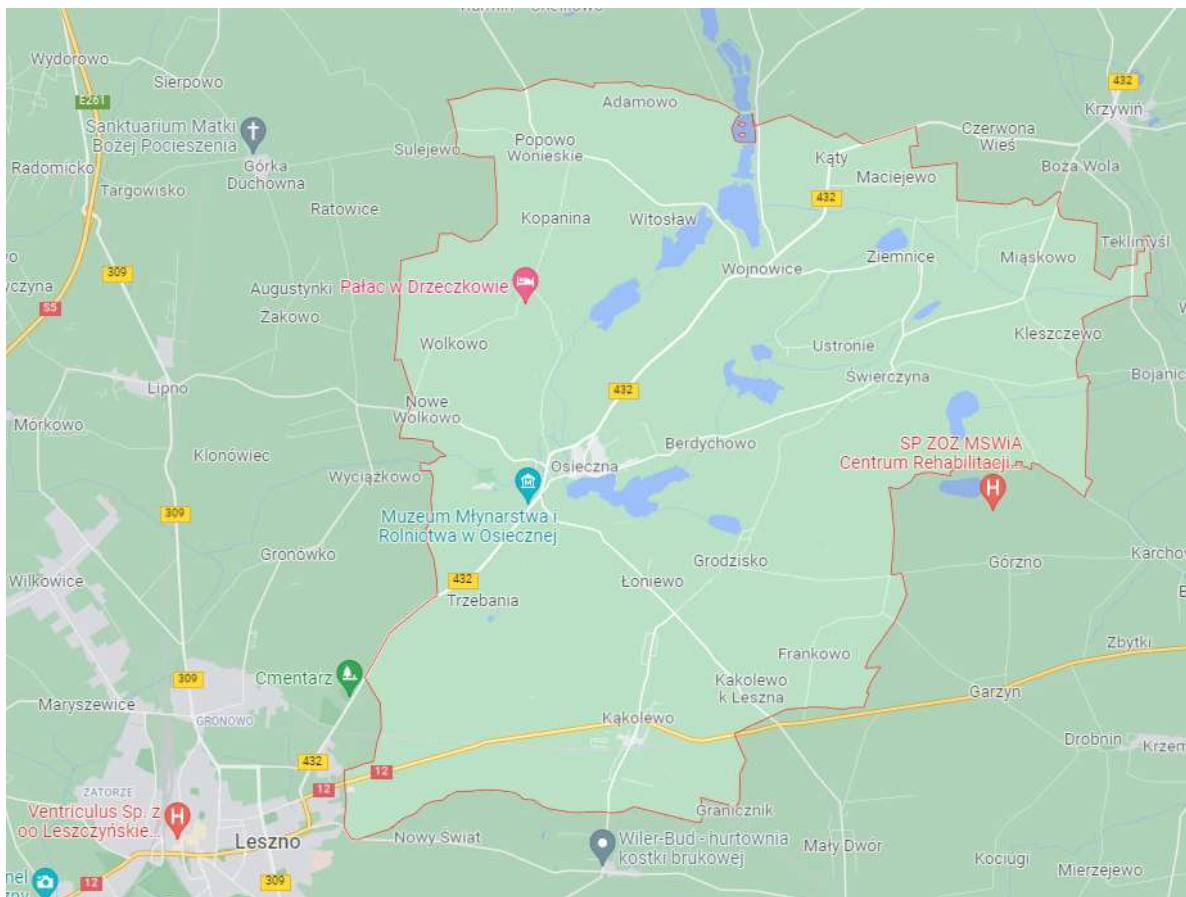 Wydorowo
Sierpowo
E261
Adamowo
432
Krzywiń
Sanktuarium Matki
Bożej Pocieszenia
Popowo
Wonieskie
Czerwona
Wieś
Sulejewo
Radomicko
Górka
Duchowna
Kąty
Boża Wola
Targowisko
Maciejewo
Ratowice
432
Kopanina
Witosław
Teklimyśl
309
Wojnowice
Ziemnice
Miąskowo
Augustynki
Pałac w Drzeczkowie
Żakowo
S5
Kleszczewo
Wolkowo
Ustronie
Lipno
Świerczyna
432
Nowe
Wolkowo
Mórkowo
SP ZOZ MSWiA
Centrum Rehabilitacji...
Berdychowo
Klonówiec
Osieczna
Wyciążkowo
309
Muzeum Młynarstwa i
Rolnictwa w Osiecznej
Gronówko
Grodzisko
Górzno
Wilkowice
432
Łoniewo
Trzebania
Zbytki
Frankowo
Cmentarz
309
Kąkolewo
k Leszna
Garzyn
Maryszewice
GRONOWO
Kąkolewo
Drobnin
432
12
12
ZATORZE
Ventriculus Sp. z
oo Leszczyńskie...
Granicznik
Leszno
Nowy Świat
Wiler-Bud - hurtownia
kostki brukowej
Mały Dwór
Kociugi
Mierzejewo
12
309